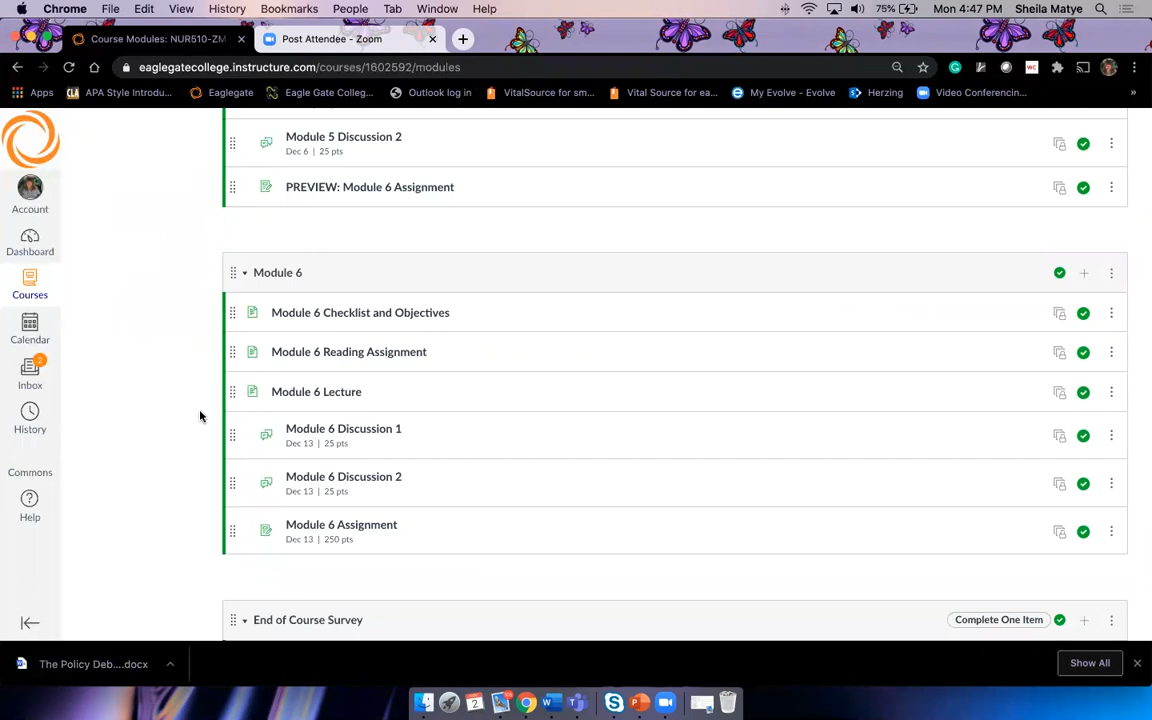 Chrome File Edit View History Bookmarks People Tab Window Help 75% Mon 4:47 PM Sheila Matye
Course Modules: NUR510-ZM Post Attendee - Zoom
eaglegatecollege.instructure.com/courses/1602592/modules
Apps APA Style Introdu... Eaglegate Eagle Gate Colleg... Outlook log in VitalSource for sm... Vital Source for ea... My Evolve - Evolve Herzing Video Conferencin...
Module 5 Discussion 2
Dec 6 | 25 pts
PREVIEW: Module 6 Assignment
Account
Dashboard
Courses
Calendar
2
Inbox
History
Commons
Help
Module 6
Module 6 Checklist and Objectives
Module 6 Reading Assignment
Module 6 Lecture
Module 6 Discussion 1
Dec 13 | 25 pts
Module 6 Discussion 2
Dec 13 | 25 pts
Module 6 Assignment
Dec 13 | 250 pts
End of Course Survey Complete One Item
The Policy Deb....docx Show All